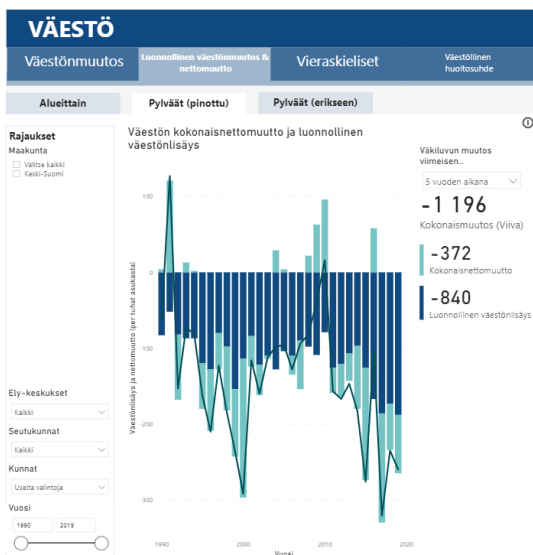 VÄESTÖ
Väestönmuutos
Luonnollinen väestönmuutos &
nettomuutto
Vieraskieliset
Väestöllinen
huoltosuhde
Alueittain
Pylväät (pinottu)
Pylväät (erikseen)
Rajaukset
Maakunta
Valitse kaikki
Keski-Suomi
Ely-keskukset
Kaikki
Seutukunnat
Kaikki
Kunnat
Useita valintoja
Vuosi
1990
2019
Väestön kokonaisnettomuutto ja luonnollinen
väestönlisäys
Väestönlisäys ja nettomuutto (per tuhat asukasta)
100
0
-100
-200
-300
1990
2000
2010
2020
Vuosi
Väkiluvun muutos
viimeisen..
5 vuoden aikana
-1 196
Kokonaismuutos (Viiva)
-372
Kokonaisnettomuutto
-840
Luonnollinen väestönlisäys